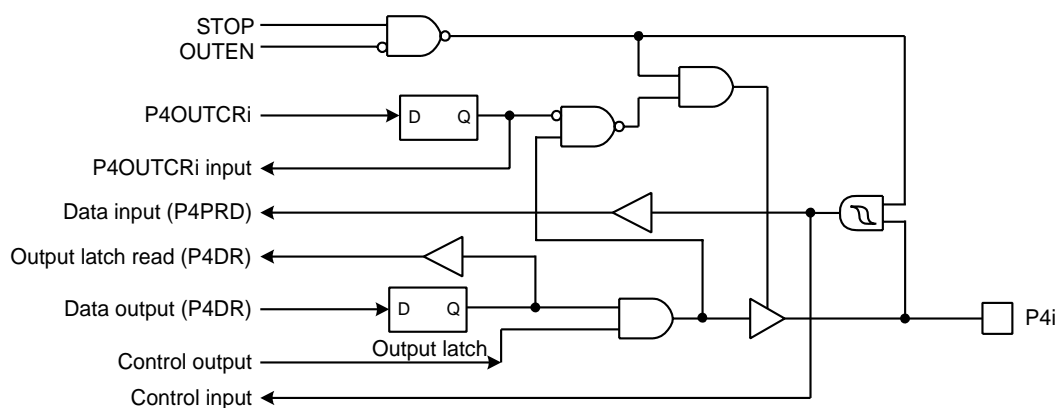 STOP
OUTEN
P4OUTCRi
D Q
P4OUTCRi input
Data input (P4PRD)
Output latch read (P4DR)
Data output (P4DR)
D Q
Output latch
P4i
Control output
Control input